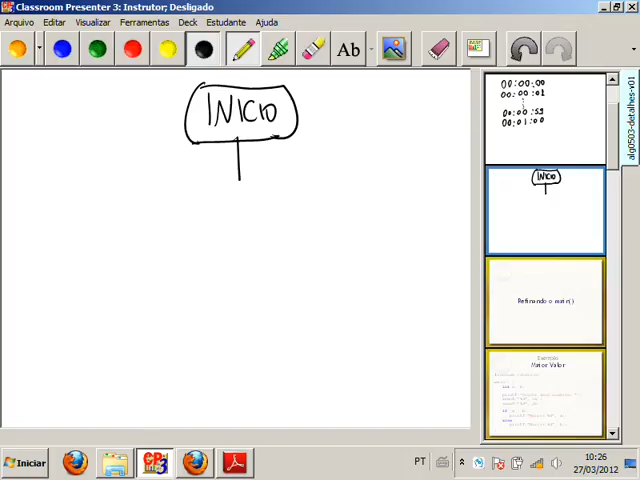 Classroom Presenter 3: Instrutor; Desligado
Arquivo Editar Visualizar Ferramentas Deck Estudante Ajuda
Ab
INICIO
alg0503-detalhes-v01
00:00:00
00:00:01
00:00:59
00:01:00
INICIO
Refinando o main()
Exemplo
Maior Valor
Iniciar
CP3
PT
10:26
27/03/2012